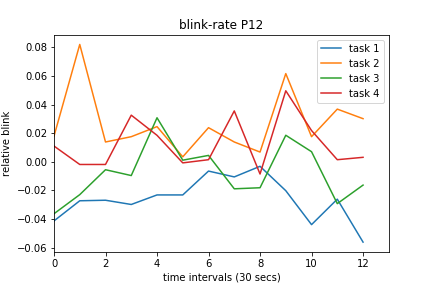 blink-rate P12
task 1
task 2
task 3
task 4
relative blink
0.08
0.06
0.04
0.02
0.00
−0.02
−0.04
−0.06
0 2 4 6 8 10 12
time intervals (30 secs)